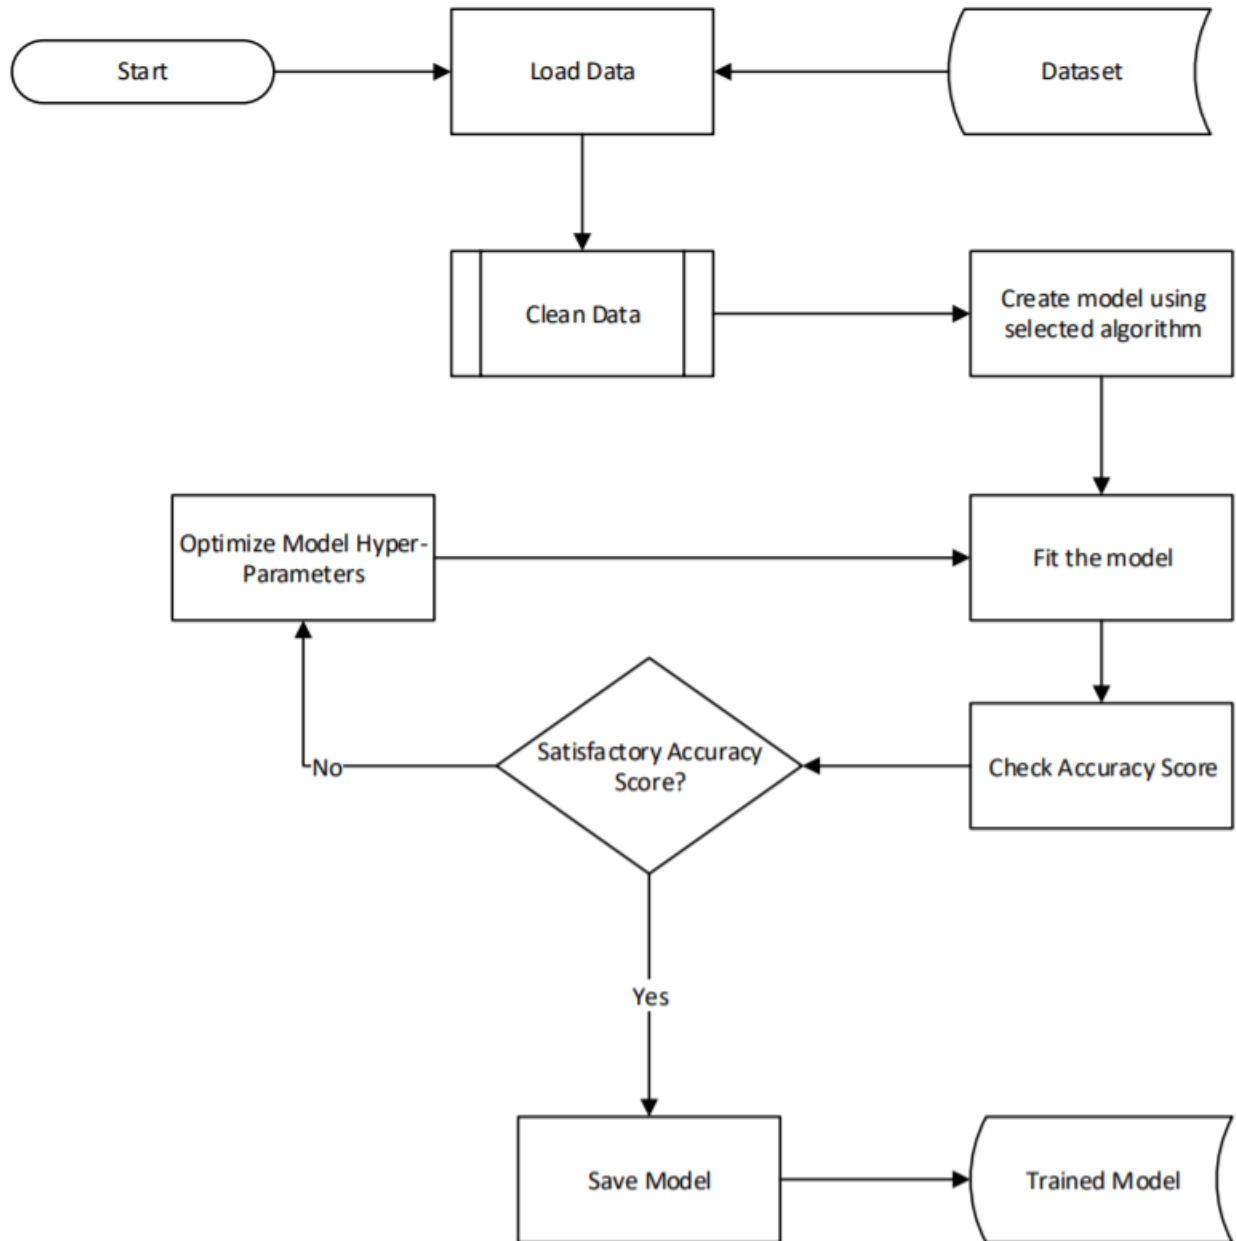 Start
Load Data
Dataset
Clean Data
Create model using
selected algorithm
Optimize Model Hyper-
Parameters
Fit the model
Satisfactory Accuracy
Score?
Check Accuracy Score
No
Yes
Save Model
Trained Model